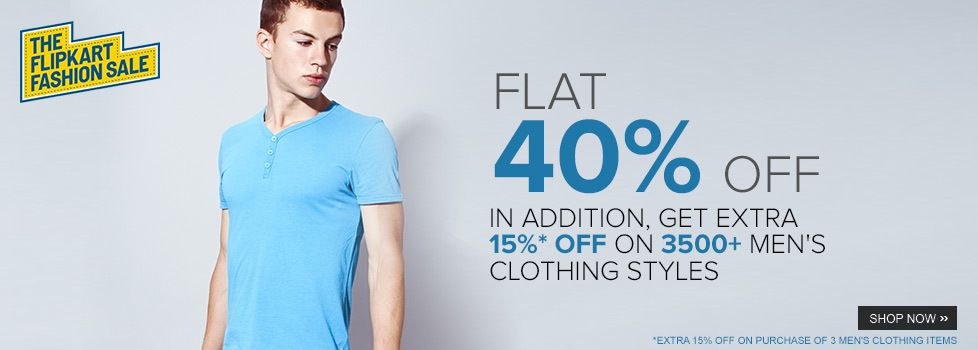 THE
FLIPKART
FASHION SALE
FLAT
40% OFF
IN ADDITION, GET EXTRA
15%* OFF ON 3500+ MEN'S
CLOTHING STYLES
SHOP NOW »
*EXTRA 15% OFF ON PURCHASE OF 3 MEN'S CLOTHING ITEMS